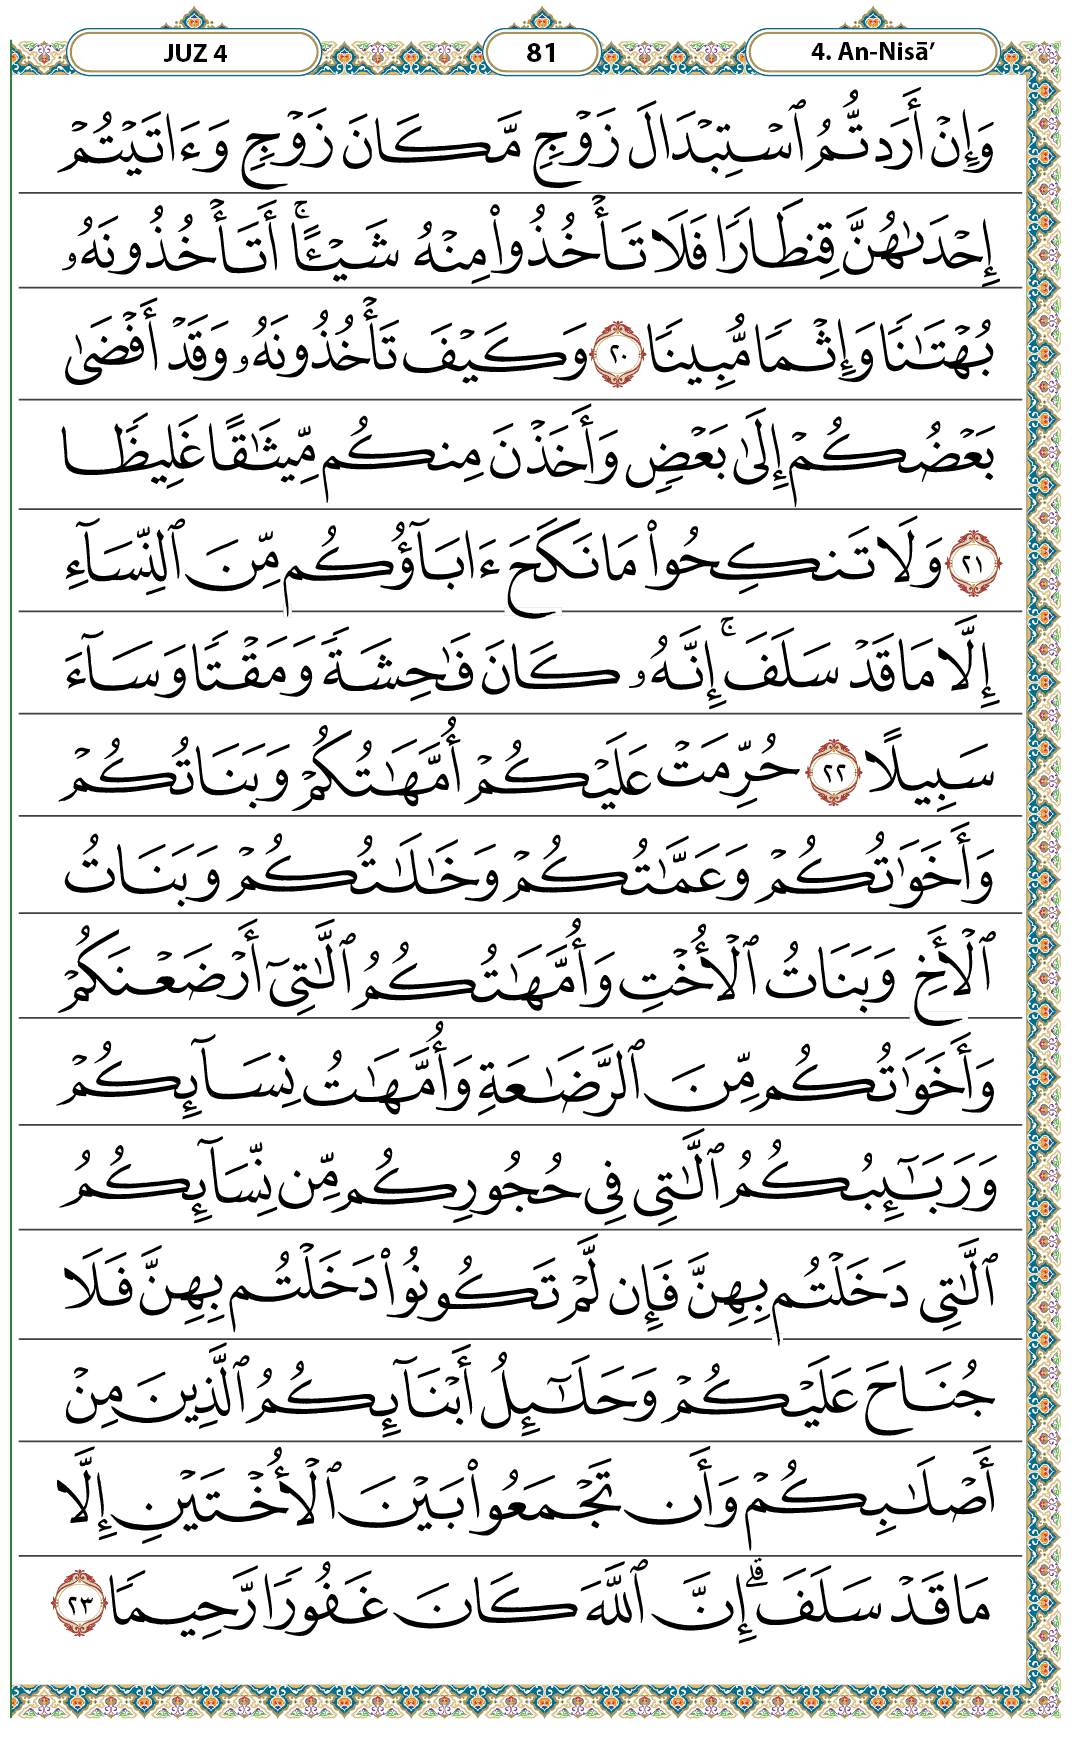 JUZ 4 81 4. An-Nisā’
وَإِنْ أَرَدتُّمُ ٱسْتِبْدَالَ زَوْجٍ مَّكَانَ زَوْجٍ وَءَاتَيْتُمْ
إِحْدَىٰهُنَّ قِنطَارًا فَلَا تَأْخُذُوا۟ مِنْهُ شَيْـًٔا ۚ أَتَأْخُذُونَهُۥ
بُهْتَـٰنًا وَإِثْمًا مُّبِينًا ٢٠ وَكَيْفَ تَأْخُذُونَهُۥ وَقَدْ أَفْضَىٰ
بَعْضُكُمْ إِلَىٰ بَعْضٍ وَأَخَذْنَ مِنكُم مِّيثَـٰقًا غَلِيظًا
٢١ وَلَا تَنكِحُوا۟ مَا نَكَحَ ءَابَآؤُكُم مِّنَ ٱلنِّسَآءِ
إِلَّا مَا قَدْ سَلَفَ ۚ إِنَّهُۥ كَانَ فَـٰحِشَةً وَمَقْتًا وَسَآءَ
سَبِيلًا ٢٢ حُرِّمَتْ عَلَيْكُمْ أُمَّهَـٰتُكُمْ وَبَنَاتُكُمْ
وَأَخَوَٰتُكُمْ وَعَمَّـٰتُكُمْ وَخَـٰلَـٰتُكُمْ وَبَنَاتُ
ٱلْأَخِ وَبَنَاتُ ٱلْأُخْتِ وَأُمَّهَـٰتُكُمُ ٱلَّـٰتِىٓ أَرْضَعْنَكُمْ
وَأَخَوَٰتُكُم مِّنَ ٱلرَّضَـٰعَةِ وَأُمَّهَـٰتُ نِسَآئِكُمْ
وَرَبَـٰٓئِبُكُمُ ٱلَّـٰتِى فِى حُجُورِكُم مِّن نِّسَآئِكُمُ
ٱلَّـٰتِى دَخَلْتُم بِهِنَّ فَإِن لَّمْ تَكُونُوا۟ دَخَلْتُم بِهِنَّ فَلَا
جُنَاحَ عَلَيْكُمْ وَحَلَـٰٓئِلُ أَبْنَآئِكُمُ ٱلَّذِينَ مِنْ
أَصْلَـٰبِكُمْ وَأَن تَجْمَعُوا۟ بَيْنَ ٱلْأُخْتَيْنِ إِلَّا
مَا قَدْ سَلَفَ ۗ إِنَّ ٱللَّهَ كَانَ غَفُورًا رَّحِيمًا ٢٣